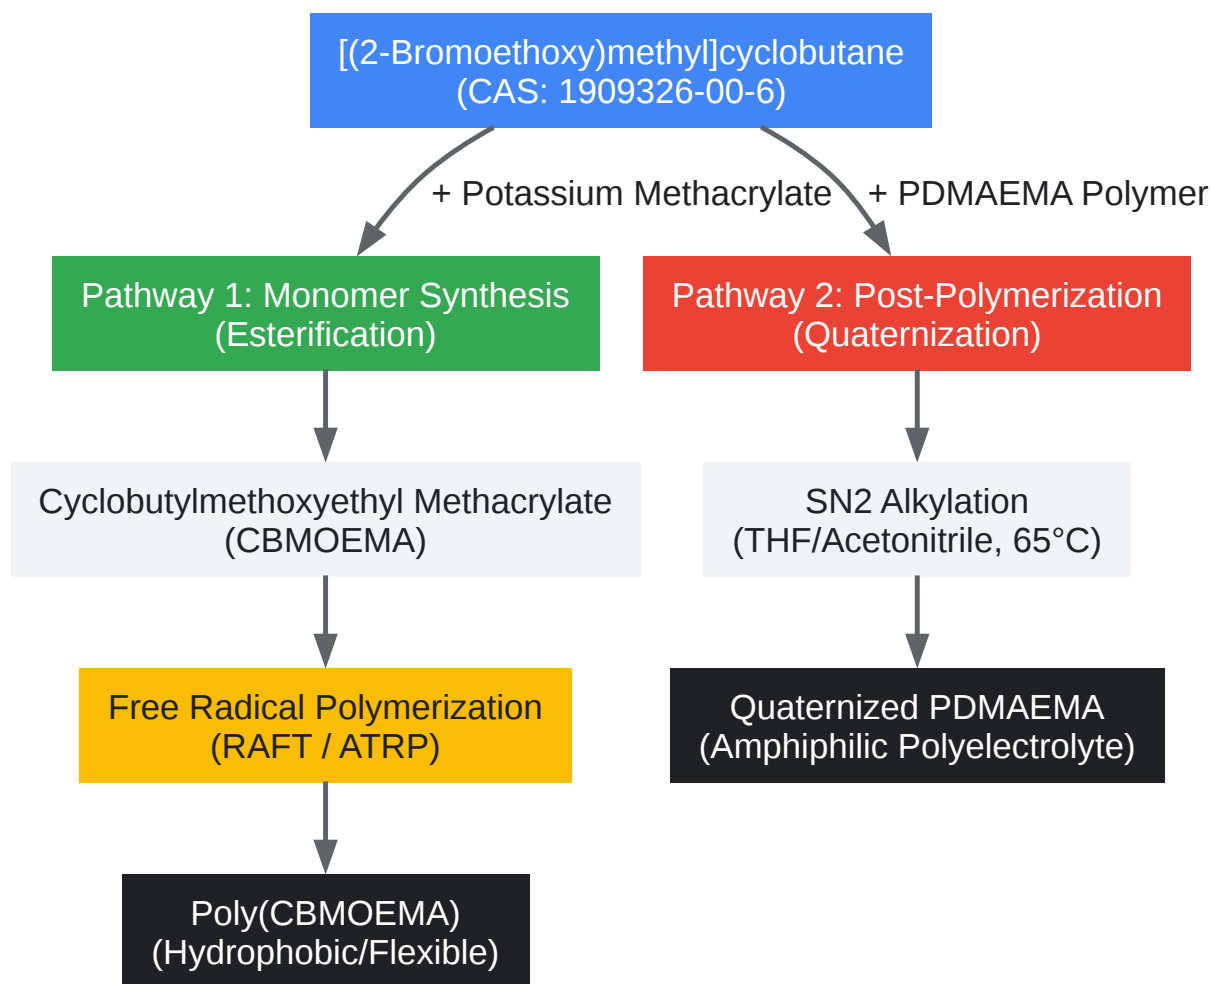 [(2-Bromoethoxy)methyl]cyclobutane
(CAS: 1909326-00-6)
+ Potassium Methacrylate
+ PDMAEMA Polymer
Pathway 1: Monomer Synthesis
(Esterification)
Pathway 2: Post-Polymerization
(Quaternization)
Cyclobutylmethoxyethyl Methacrylate
(CBMOEMA)
SN2 Alkylation
(THF/Acetonitrile, 65°C)
Free Radical Polymerization
(RAFT / ATRP)
Quaternized PDMAEMA
(Amphiphilic Polyelectrolyte)
Poly(CBMOEMA)
(Hydrophobic/Flexible)